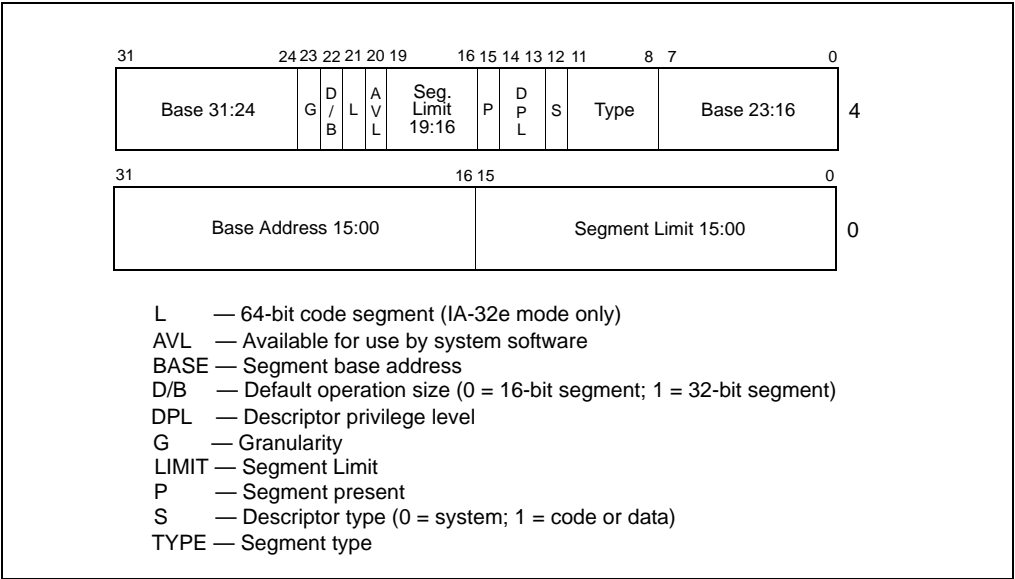 31 24 23 22 21 20 19 16 15 14 13 12 11 8 7 0
Base 31:24 G D/B L AVL Seg. Limit 19:16 P DPL S Type Base 23:16 4
31 16 15 0
Base Address 15:00 Segment Limit 15:00 0
L — 64-bit code segment (IA-32e mode only)
AVL — Available for use by system software
BASE — Segment base address
D/B — Default operation size (0 = 16-bit segment; 1 = 32-bit segment)
DPL — Descriptor privilege level
G — Granularity
LIMIT — Segment Limit
P — Segment present
S — Descriptor type (0 = system; 1 = code or data)
TYPE — Segment type